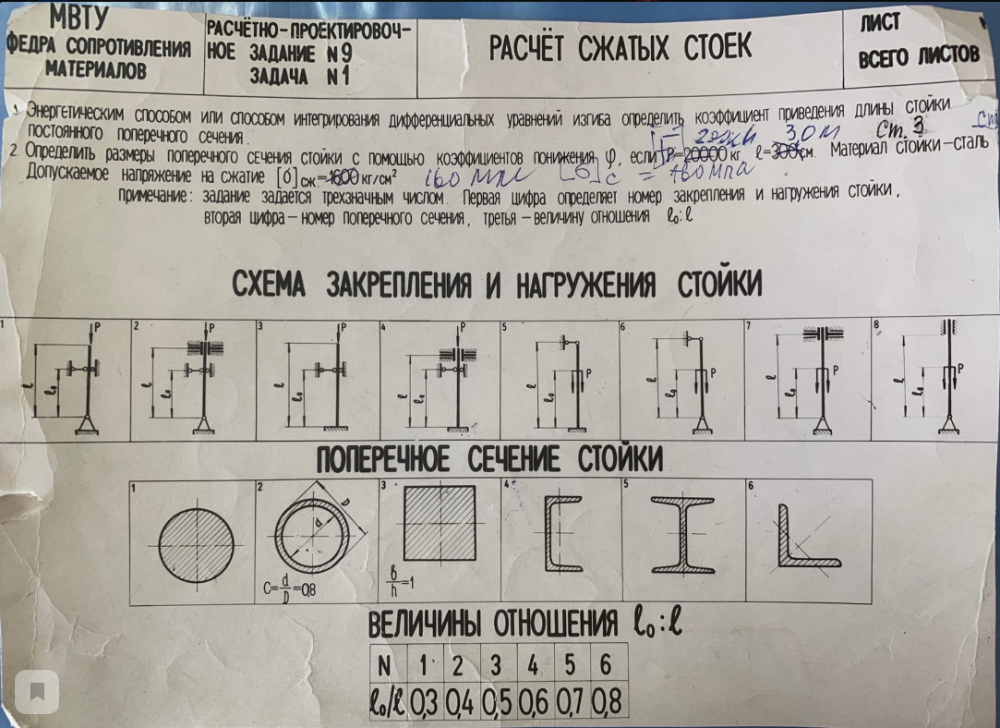 МВТУ
ФЕДРА СОПРОТИВЛЕНИЯ
МАТЕРИАЛОВ
РАСЧЁТНО-ПРОЕКТИРОВОЧ-
НОЕ ЗАДАНИЕ N 9
ЗАДАЧА N 1
РАСЧЁТ СЖАТЫХ СТОЕК
ЛИСТ
ВСЕГО ЛИСТОВ
1. Энергетическим способом или способом интегрирования дифференциальных уравнений изгиба определить коэффициент приведения длины стойки
постоянного поперечного сечения.
3.0 м
Ст. 3
2. Определить размеры поперечного сечения стойки с помощью коэффициентов понижения φ, если P=20000 кг l=300см. Материал стойки-сталь
Допускаемое напряжение на сжатие [σ]сж.=1600 кг/см² 160 мпа [σ]с = 160 мпа
Примечание: задание задается трехзначным числом. Первая цифра определяет номер закрепления и нагружения стойки,
вторая цифра - номер поперечного сечения, третья - величину отношения l₀:l
СХЕМА ЗАКРЕПЛЕНИЯ И НАГРУЖЕНИЯ СТОЙКИ
1 2 3 4 5 6 7 8
P P P P
l l₀ l l₀ l l₀ l l₀ l l₀ P l l₀ P l l₀ P l l₀ P
ПОПЕРЕЧНОЕ СЕЧЕНИЕ СТОЙКИ
1 2 3 4 5 6
d D
C=d/D=0,8
b/h=1
ВЕЛИЧИНЫ ОТНОШЕНИЯ l₀:l
N 1 2 3 4 5 6
l₀/l 0,3 0,4 0,5 0,6 0,7 0,8